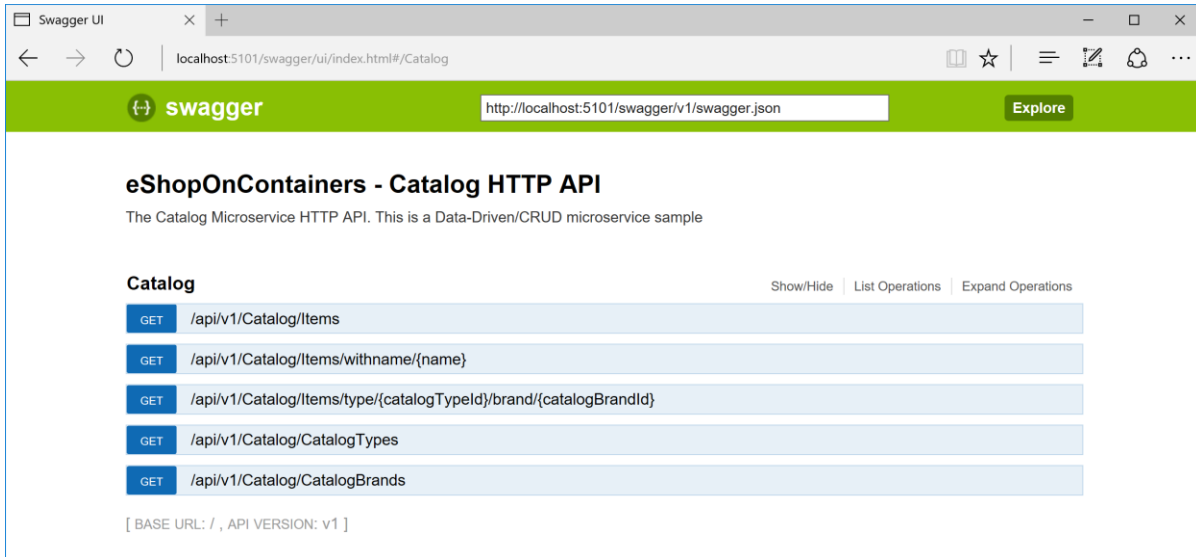 Swagger UI
localhost:5101/swagger/ui/index.html#/Catalog
{··} swagger
http://localhost:5101/swagger/v1/swagger.json
Explore
eShopOnContainers - Catalog HTTP API
The Catalog Microservice HTTP API. This is a Data-Driven/CRUD microservice sample
Catalog
Show/Hide
List Operations
Expand Operations
GET /api/v1/Catalog/Items
GET /api/v1/Catalog/Items/withname/{name}
GET /api/v1/Catalog/Items/type/{catalogTypeId}/brand/{catalogBrandId}
GET /api/v1/Catalog/CatalogTypes
GET /api/v1/Catalog/CatalogBrands
[ BASE URL: / , API VERSION: v1 ]